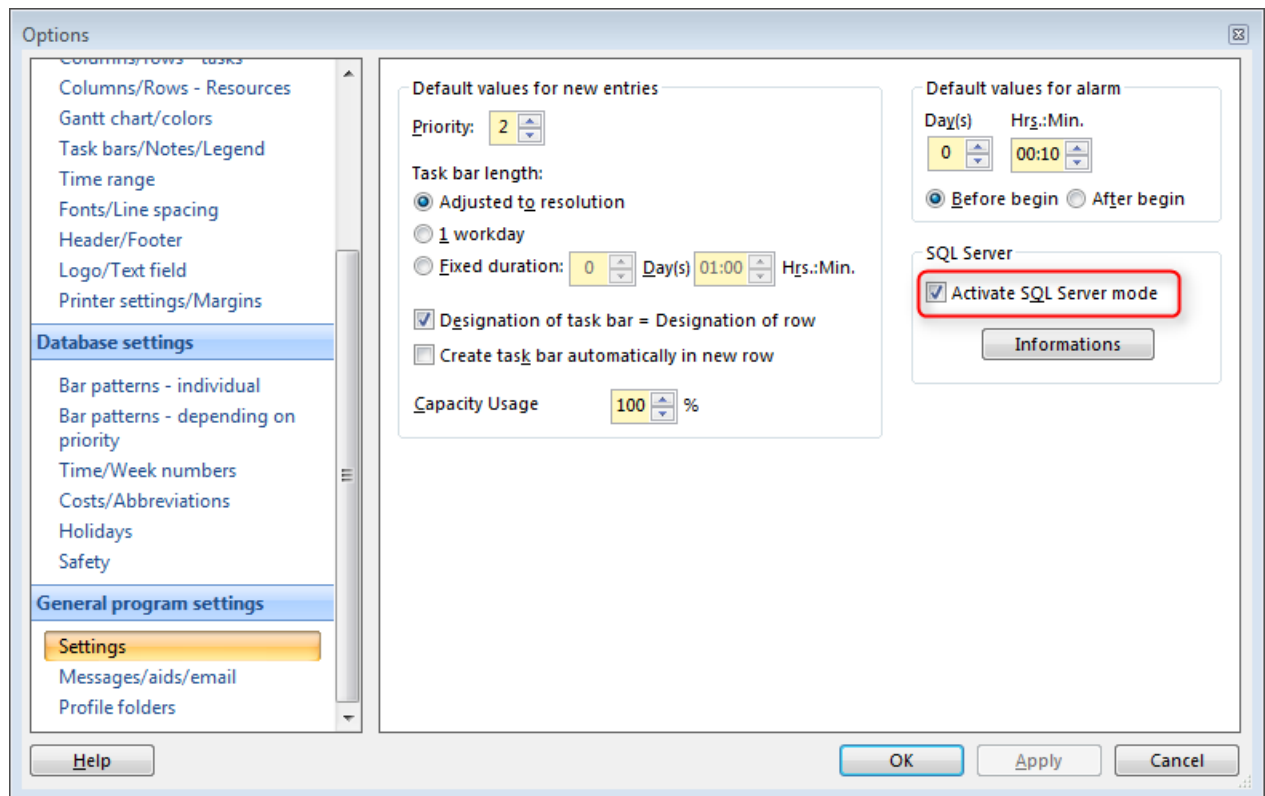 Options
Columns/rows - tasks
Columns/Rows - Resources
Gantt chart/colors
Task bars/Notes/Legend
Time range
Fonts/Line spacing
Header/Footer
Logo/Text field
Printer settings/Margins
Database settings
Bar patterns - individual
Bar patterns - depending on
priority
Time/Week numbers
Costs/Abbreviations
Holidays
Safety
General program settings
Settings
Messages/aids/email
Profile folders
Default values for new entries
Priority: 2
Task bar length:
Adjusted to resolution
1 workday
Fixed duration: 0 Day(s) 01:00 Hrs.:Min.
Designation of task bar = Designation of row
Create task bar automatically in new row
Capacity Usage 100 %
Default values for alarm
Day(s) Hrs.:Min.
0 00:10
Before begin After begin
SQL Server
Activate SQL Server mode
Informations
Help OK Apply Cancel